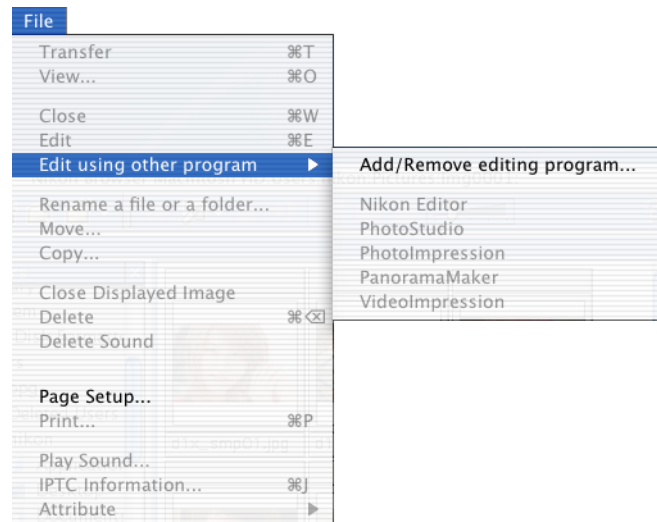 File
Transfer ⌘T
View... ⌘O
Close ⌘W
Edit ⌘E
Edit using other program
Rename a file or a folder...
Move...
Copy...
Close Displayed Image
Delete ⌘⌫
Delete Sound
Page Setup...
Print... ⌘P
Play Sound...
IPTC Information... ⌘J
Attribute
Add/Remove editing program...
Nikon Editor
PhotoStudio
PhotoImpression
PanoramaMaker
VideoImpression
d1x_smp01.jpg